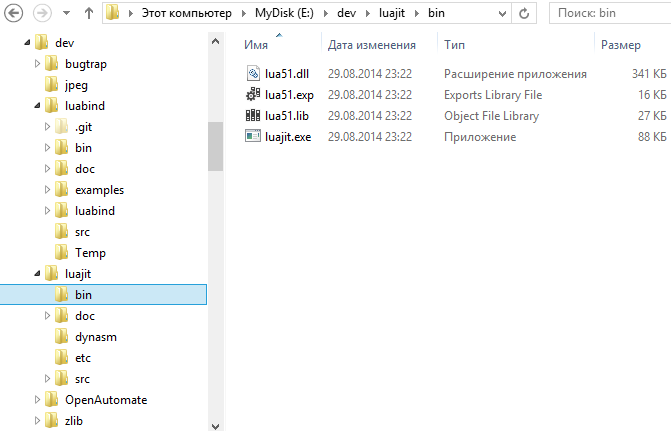 Этот компьютер MyDisk (E:) dev luajit bin Поиск: bin
dev
bugtrap
jpeg
luabind
.git
bin
doc
examples
luabind
src
Temp
luajit
bin
doc
dynasm
etc
src
OpenAutomate
zlib
Имя Дата изменения Тип Размер
lua51.dll 29.08.2014 23:22 Расширение приложения 341 КБ
lua51.exp 29.08.2014 23:22 Exports Library File 16 КБ
lua51.lib 29.08.2014 23:22 Object File Library 27 КБ
luajit.exe 29.08.2014 23:22 Приложение 88 КБ